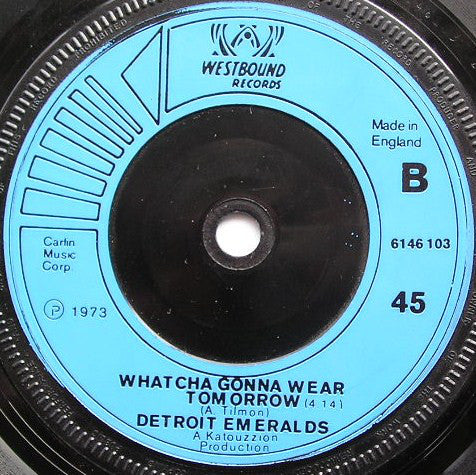 WESTBOUND
RECORDS
Made in
England
B
6146 103
45
Carlin
Music
Corp.
Ⓟ 1973
WHATCHA GONNA WEAR
TOMORROW (4 14)
(A. Tilmon)
DETROIT EMERALDS
A Katouzzion
Production